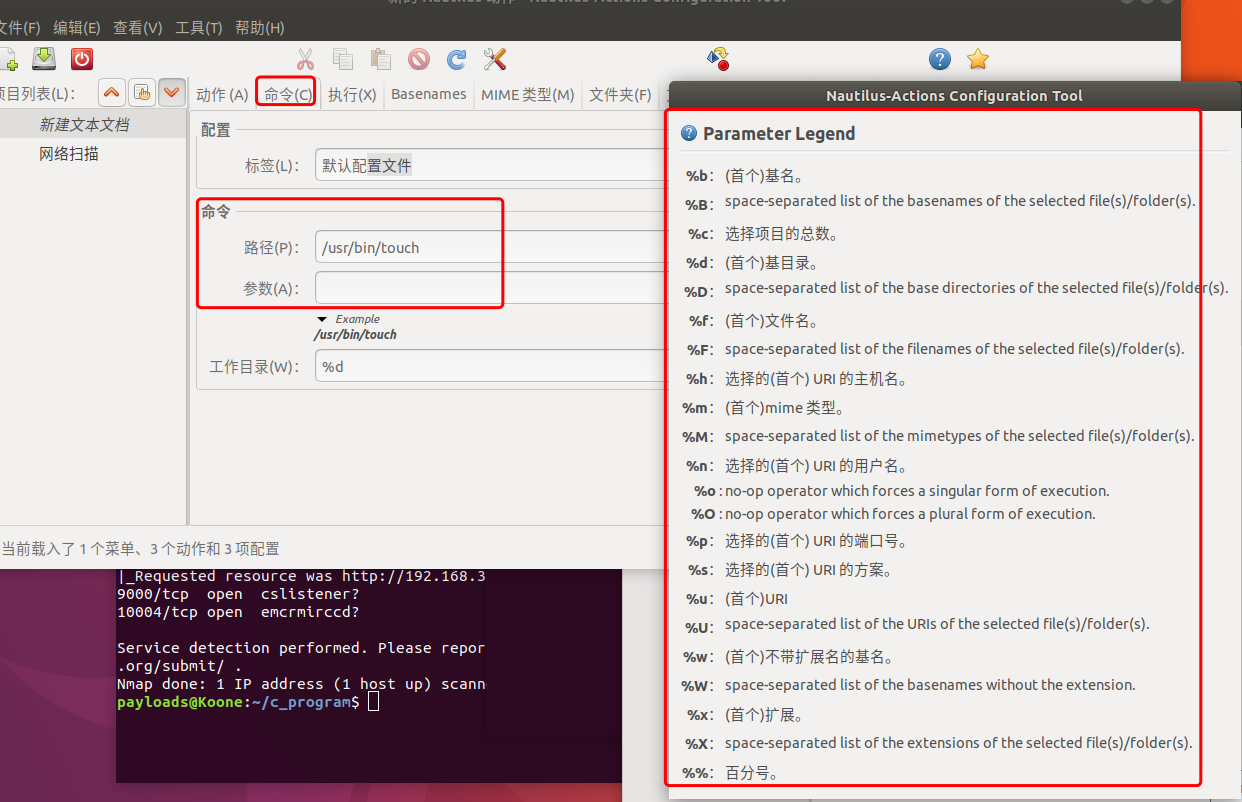 文件(F) 编辑(E) 查看(V) 工具(T) 帮助(H)
项目列表(L)：
新建文本文档
网络扫描
动作 (A) 命令(C) 执行(X) Basenames MIME 类型(M) 文件夹(F)
配置
标签(L)： 默认配置文件
命令
路径(P)： /usr/bin/touch
参数(A)：
Example
/usr/bin/touch
工作目录(W)： %d
当前载入了 1 个菜单、3 个动作和 3 项配置
Nautilus-Actions Configuration Tool
Parameter Legend
%b： (首个)基名。
%B： space-separated list of the basenames of the selected file(s)/folder(s).
%c： 选择项目的总数。
%d： (首个)基目录。
%D： space-separated list of the base directories of the selected file(s)/folder(s).
%f： (首个)文件名。
%F： space-separated list of the filenames of the selected file(s)/folder(s).
%h： 选择的(首个) URI 的主机名。
%m： (首个)mime 类型。
%M： space-separated list of the mimetypes of the selected file(s)/folder(s).
%n： 选择的(首个) URI 的用户名。
%o : no-op operator which forces a singular form of execution.
%O : no-op operator which forces a plural form of execution.
%p： 选择的(首个) URI 的端口号。
%s： 选择的(首个) URI 的方案。
%u： (首个)URI
%U： space-separated list of the URIs of the selected file(s)/folder(s).
%w： (首个)不带扩展名的基名。
%W： space-separated list of the basenames without the extension.
%x： (首个)扩展。
%X： space-separated list of the extensions of the selected file(s)/folder(s).
%%： 百分号。
|_Requested resource was http://192.168.3
9000/tcp open cslistener?
10004/tcp open emcrmirccd?
Service detection performed. Please repor
.org/submit/ .
Nmap done: 1 IP address (1 host up) scann
payloads@Koone:~/c_program$